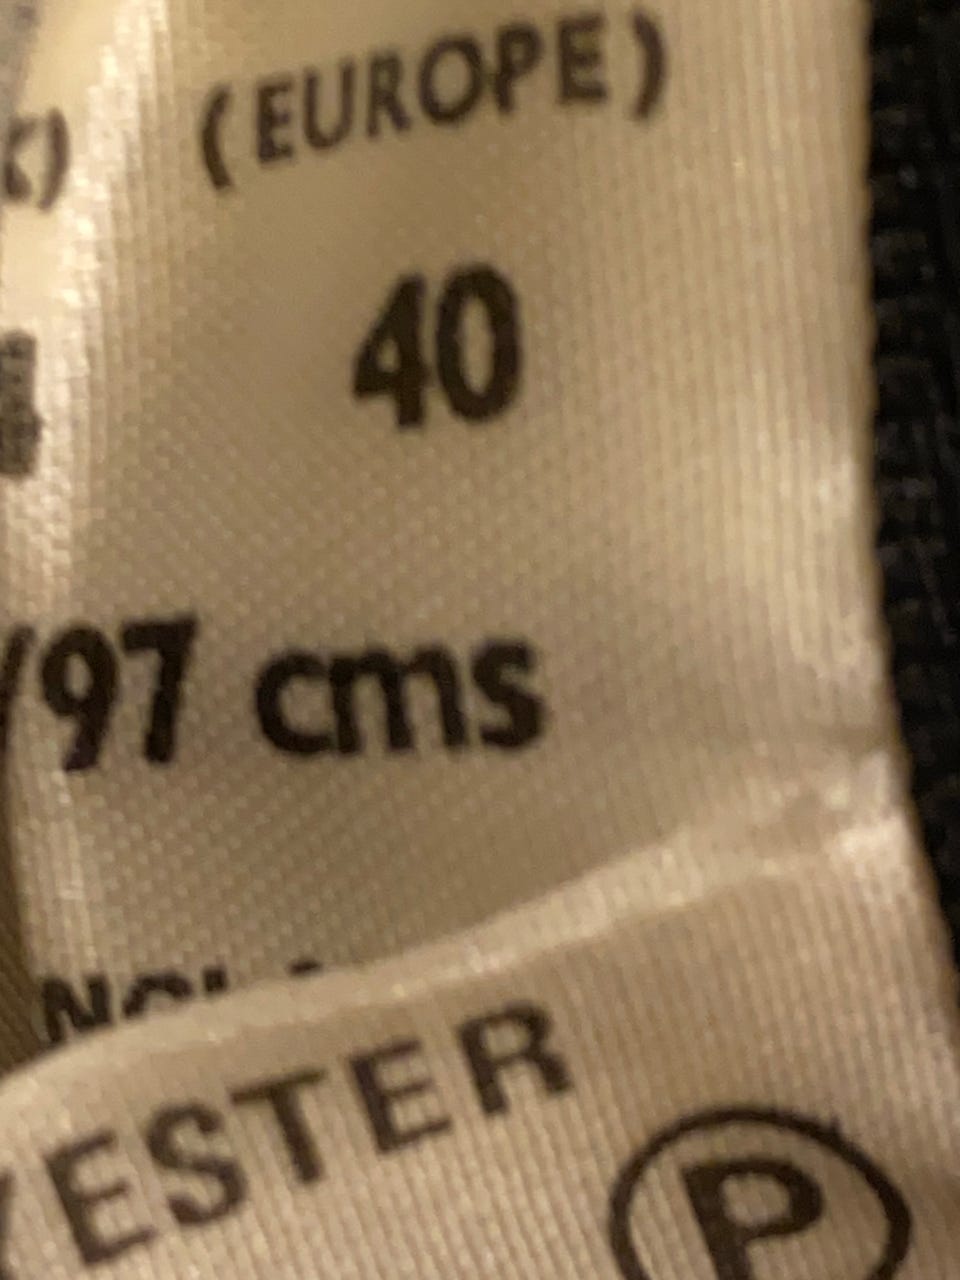 (EUROPE)
40
/97 cms
ESTER
P